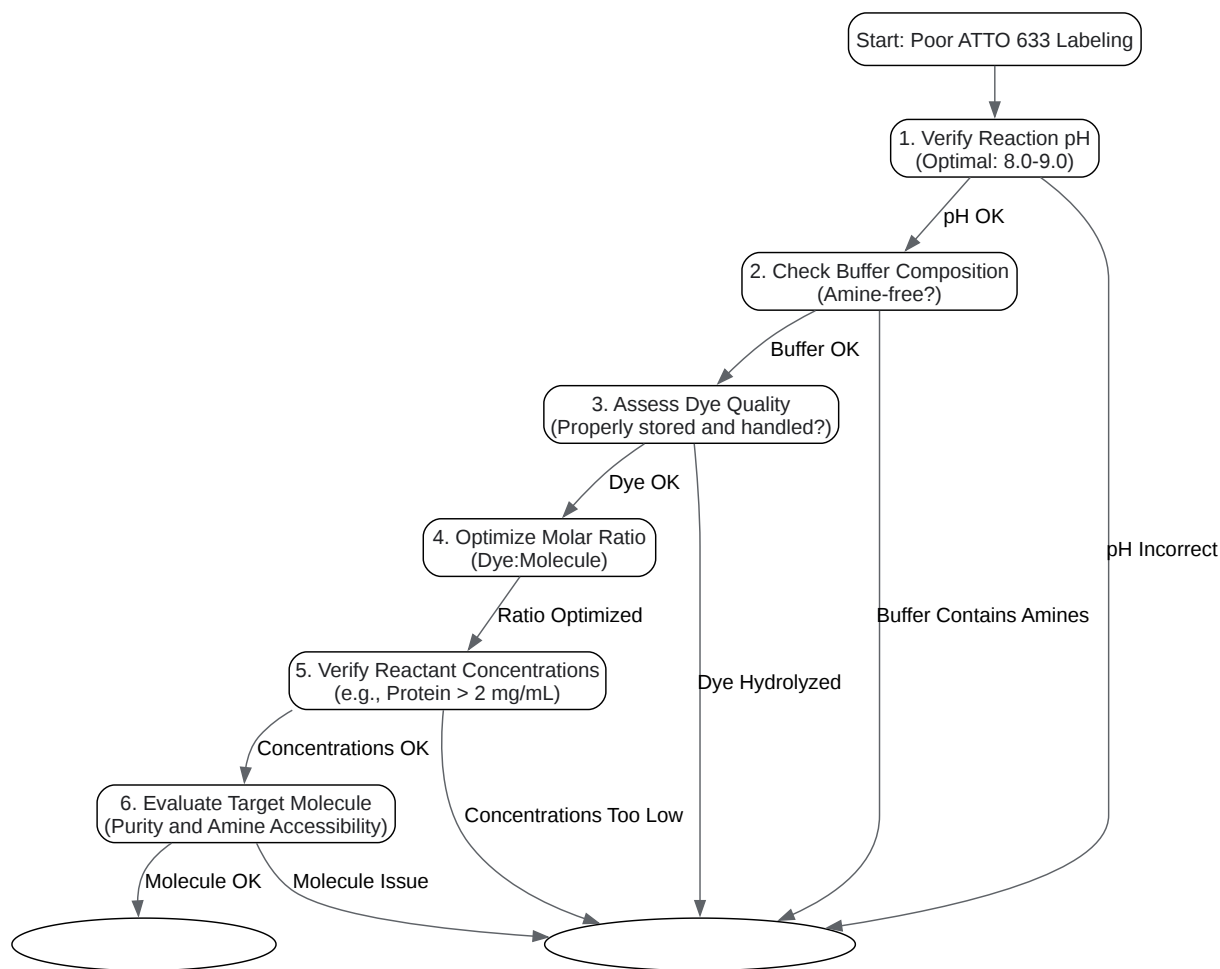 Start: Poor ATTO 633 Labeling
1. Verify Reaction pH
(Optimal: 8.0-9.0)
pH OK
2. Check Buffer Composition
(Amine-free?)
Buffer OK
3. Assess Dye Quality
(Properly stored and handled?)
Dye OK
4. Optimize Molar Ratio
(Dye:Molecule)
pH Incorrect
Ratio Optimized
Buffer Contains Amines
5. Verify Reactant Concentrations
(e.g., Protein > 2 mg/mL)
Dye Hydrolyzed
Concentrations OK
6. Evaluate Target Molecule
(Purity and Amine Accessibility)
Concentrations Too Low
Molecule OK
Molecule Issue